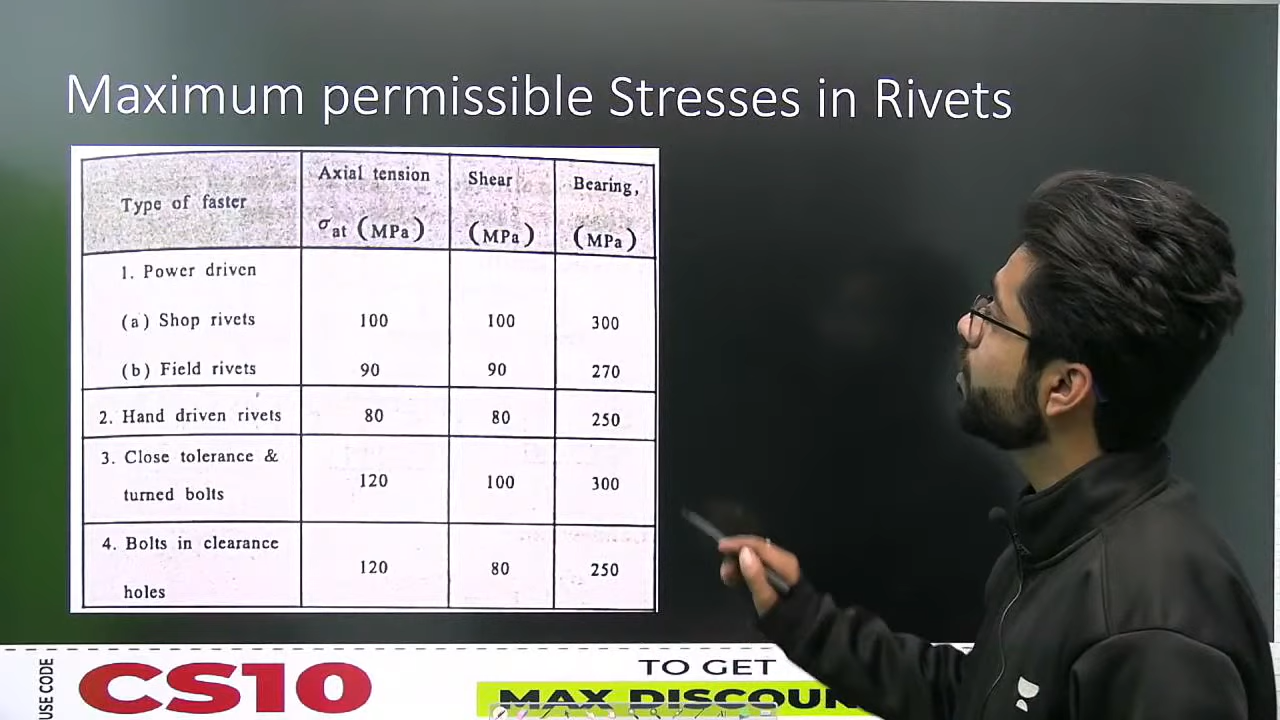 Maximum permissible Stresses in Rivets
Type of faster
Axial tension
σat (MPa)
Shear
(MPa)
Bearing,
(MPa)
1. Power driven
(a) Shop rivets 100 100 300
(b) Field rivets 90 90 270
2. Hand driven rivets 80 80 250
3. Close tolerance &
turned bolts
120 100 300
4. Bolts in clearance
holes
120 80 250
USE CODE
CS10
TO GET
MAX DISCOUN